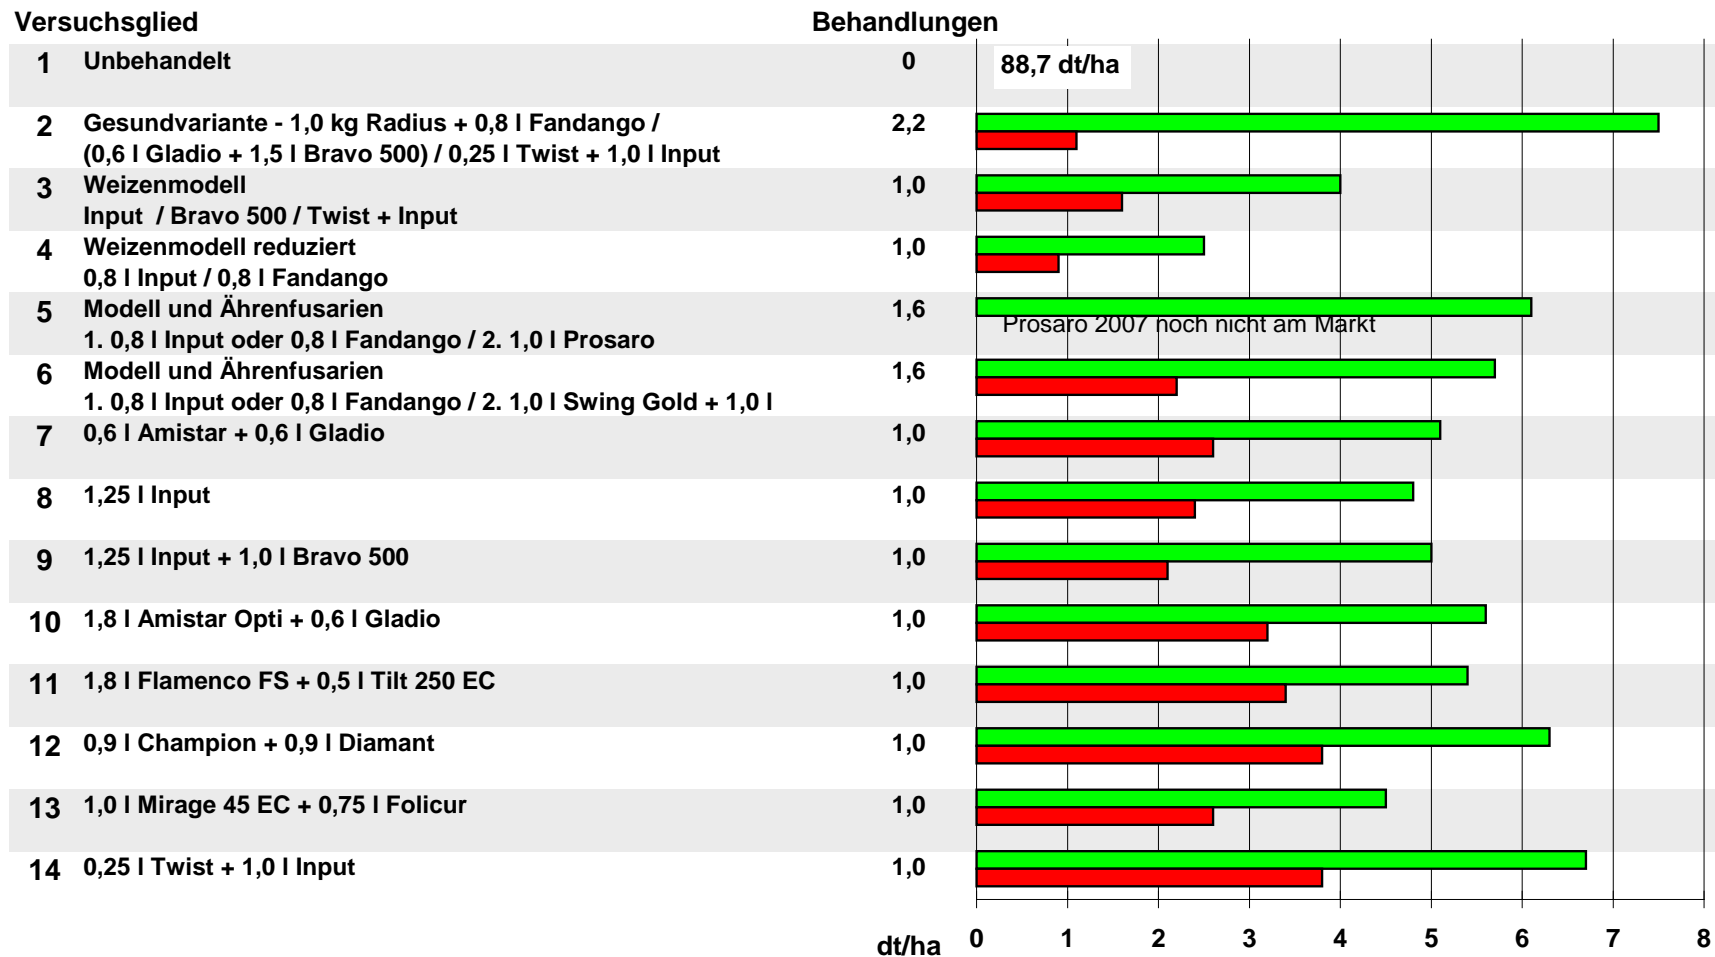 Versuchsglied Behandlungen
1 Unbehandelt 0 88,7 dt/ha
2 Gesundvariante - 1,0 kg Radius + 0,8 l Fandango / 2,2
(0,6 l Gladio + 1,5 l Bravo 500) / 0,25 l Twist + 1,0 l Input
3 Weizenmodell 1,0
Input / Bravo 500 / Twist + Input
4 Weizenmodell reduziert 1,0
0,8 l Input / 0,8 l Fandango
5 Modell und Ährenfusarien 1,6
1. 0,8 l Input oder 0,8 l Fandango / 2. 1,0 l Prosaro Prosaro 2007 noch nicht am Markt
6 Modell und Ährenfusarien 1,6
1. 0,8 l Input oder 0,8 l Fandango / 2. 1,0 l Swing Gold + 1,0 l
7 0,6 l Amistar + 0,6 l Gladio 1,0
8 1,25 l Input 1,0
9 1,25 l Input + 1,0 l Bravo 500 1,0
10 1,8 l Amistar Opti + 0,6 l Gladio 1,0
11 1,8 l Flamenco FS + 0,5 l Tilt 250 EC 1,0
12 0,9 l Champion + 0,9 l Diamant 1,0
13 1,0 l Mirage 45 EC + 0,75 l Folicur 1,0
14 0,25 l Twist + 1,0 l Input 1,0
dt/ha 0 1 2 3 4 5 6 7 8